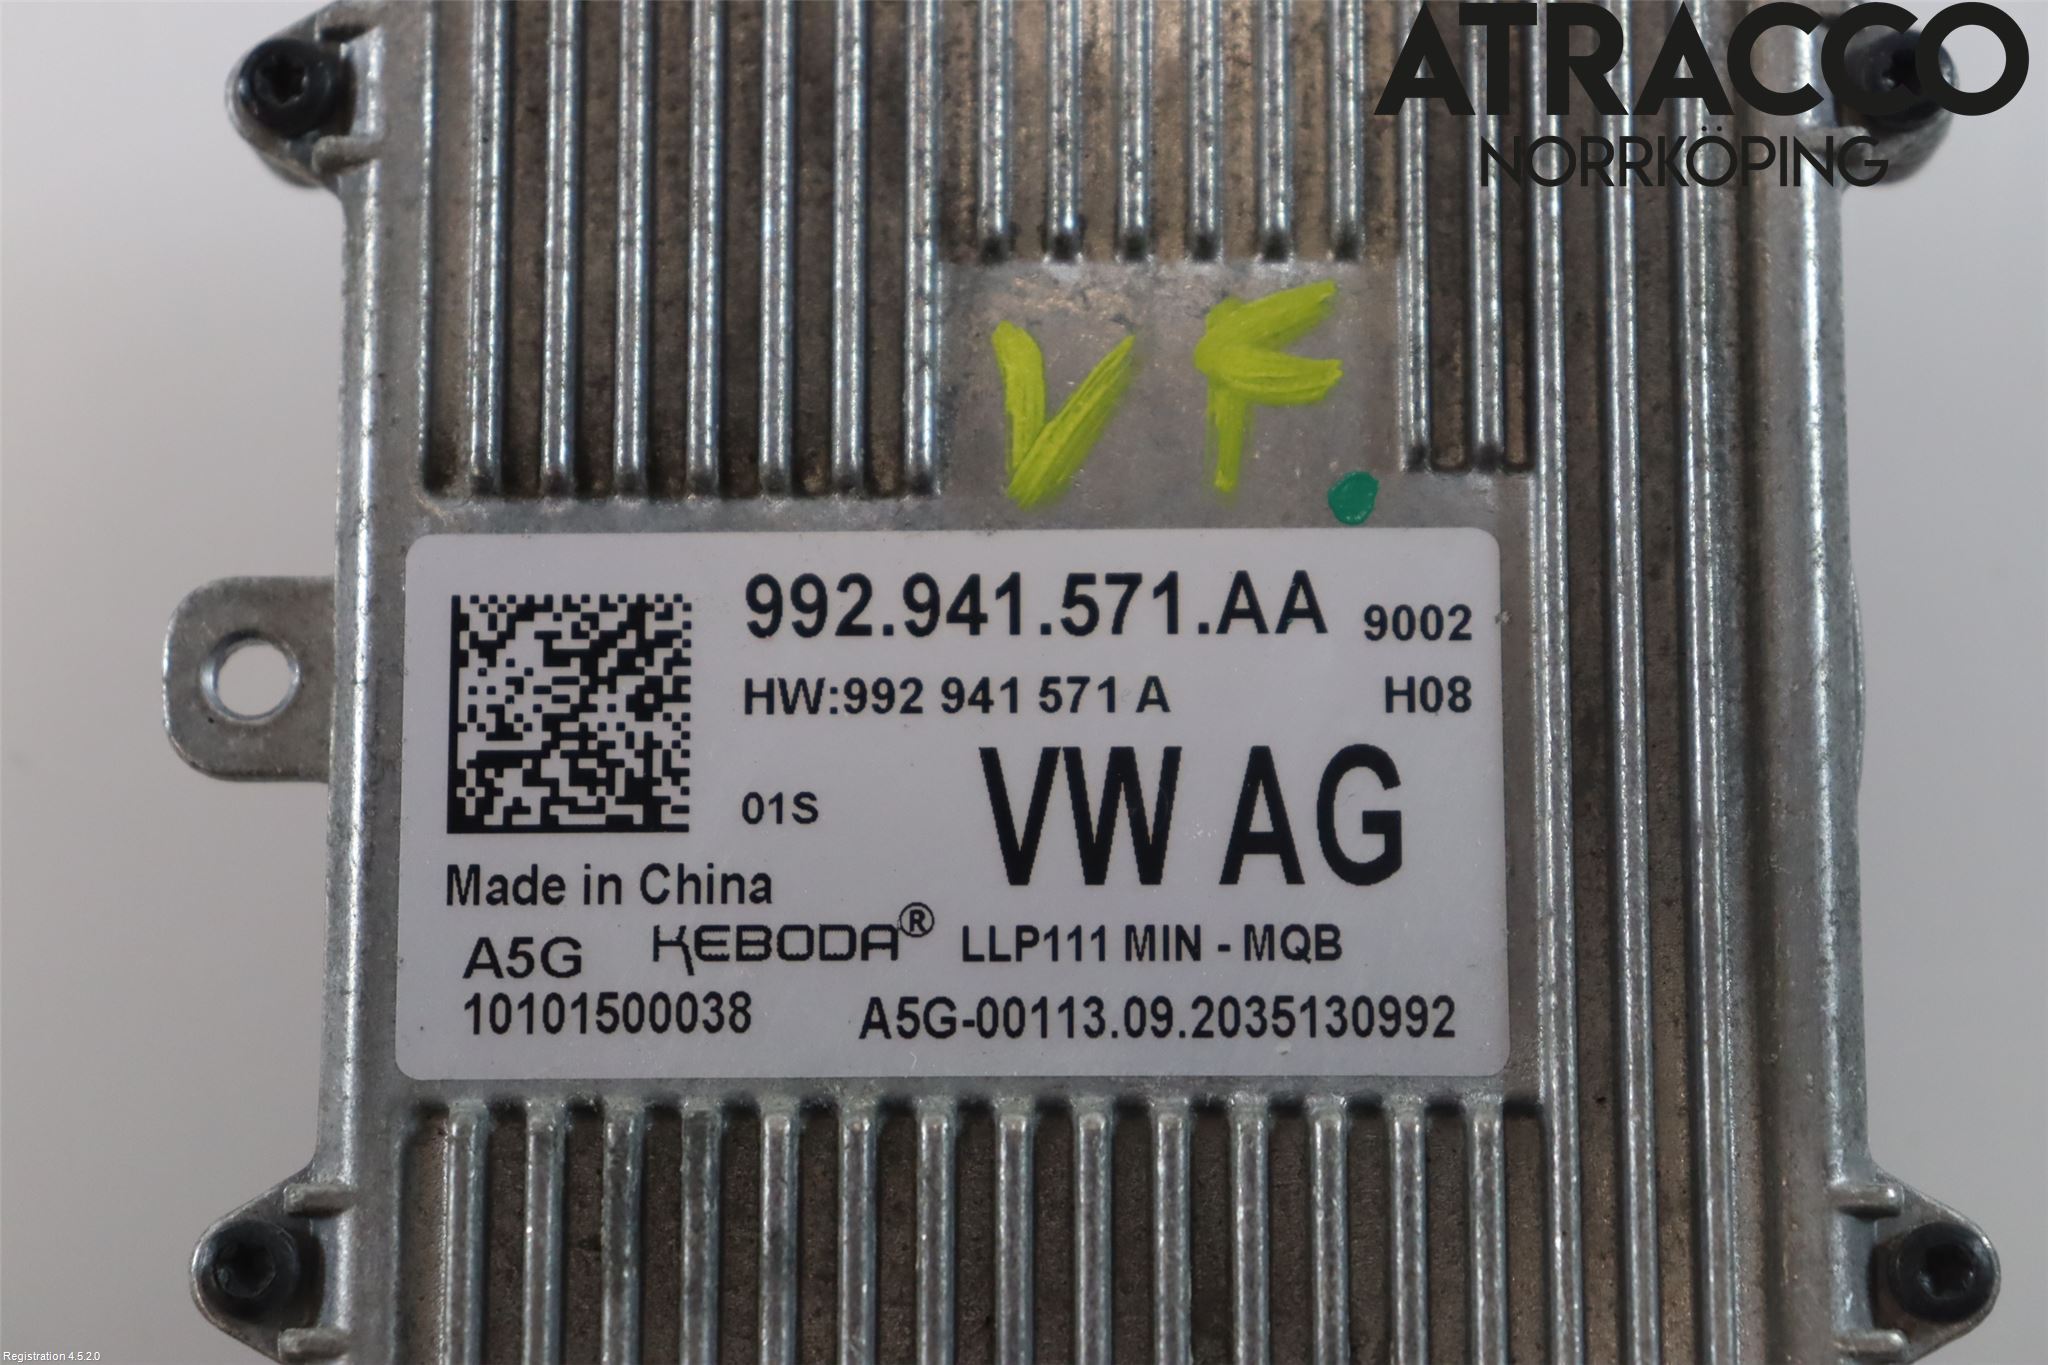 ATRACCO
NORRKÖPING
VF
992.941.571.AA 9002
HW:992 941 571 A H08
01S VW AG
Made in China
A5G KEBODA® LLP111 MIN - MQB
10101500038 A5G-00113.09.2035130992
Registration 4.5.2.0